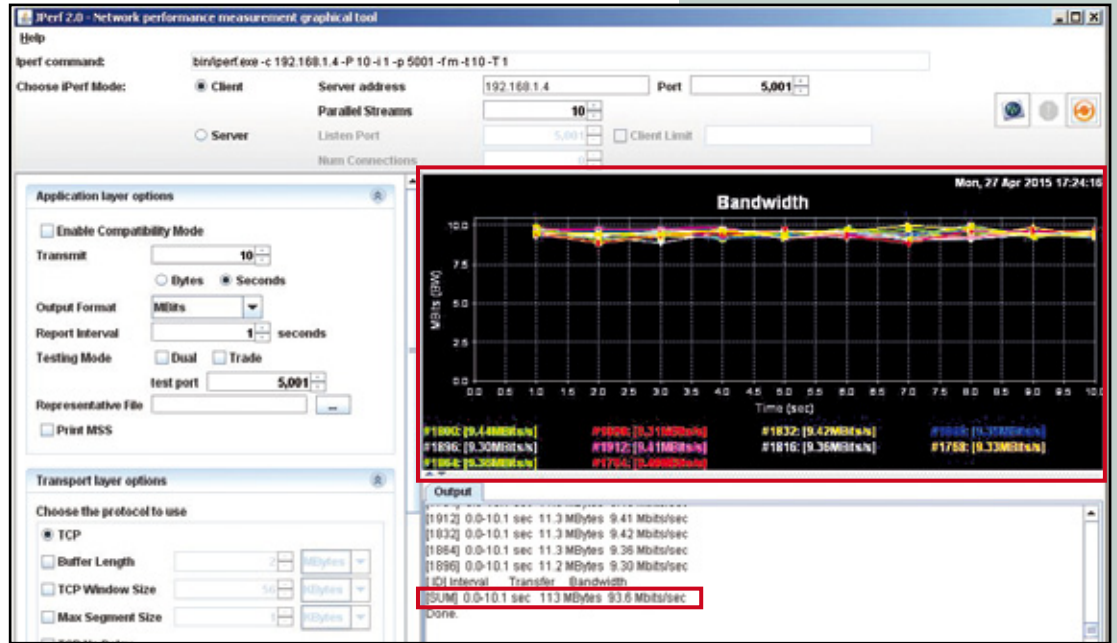 JPerf 2.0 - Network performance measurement graphical tool
Help
Iperf command: bin/iperf.exe -c 192.168.1.4 -P 10 -i 1 -p 5001 -f m -t 10 -T 1
Choose iPerf Mode: Client Server address 192.168.1.4 Port 5,001
Parallel Streams 10
Server Listen Port 5,001 Client Limit
Num Connections 0
Application layer options
Enable Compatibility Mode
Transmit 10
Bytes Seconds
Output Format MBits
Report Interval 1 seconds
Testing Mode Dual Trade
test port 5,001
Representative File ...
Print MSS
Transport layer options
Choose the protocol to use
TCP
Buffer Length 2 MBytes
TCP Window Size 56 KBytes
Max Segment Size 1 KBytes
Mon, 27 Apr 2015 17:24:16
Bandwidth
MBits (BW)
10.0
7.5
5.0
2.5
0.0
0.0 0.5 1.0 1.5 2.0 2.5 3.0 3.5 4.0 4.5 5.0 5.5 6.0 6.5 7.0 7.5 8.0 8.5 9.0 9.5 10.0
Time (sec)
[9.44MBits/s] #1832: [9.42MBits/s]
#1896: [9.30MBits/s] #1912: [9.41MBits/s] #1816: [9.36MBits/s] #1768: [9.33MBits/s]
Output
[1912] 0.0-10.1 sec 11.3 MBytes 9.41 Mbits/sec
[1832] 0.0-10.1 sec 11.3 MBytes 9.42 Mbits/sec
[1864] 0.0-10.1 sec 11.3 MBytes 9.36 Mbits/sec
[1896] 0.0-10.1 sec 11.2 MBytes 9.30 Mbits/sec
[ ID] Interval Transfer Bandwidth
[SUM] 0.0-10.1 sec 113 MBytes 93.6 Mbits/sec
Done.